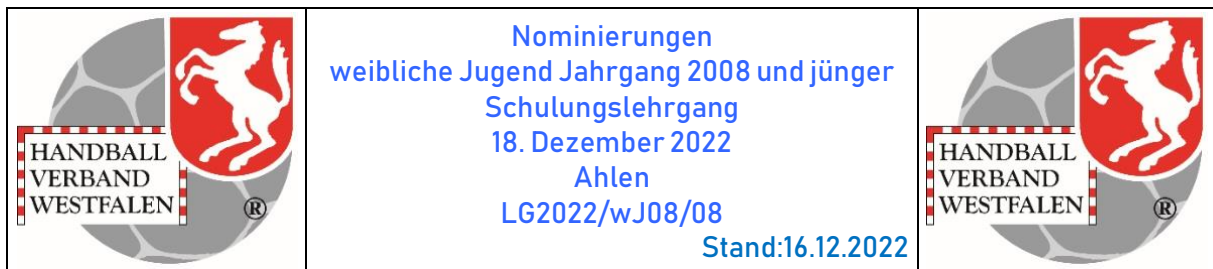 HANDBALL
VERBAND
WESTFALEN
®
Nominierungen
weibliche Jugend Jahrgang 2008 und jünger
Schulungslehrgang
18. Dezember 2022
Ahlen
LG2022/wJ08/08
Stand:16.12.2022
HANDBALL
VERBAND
WESTFALEN
®